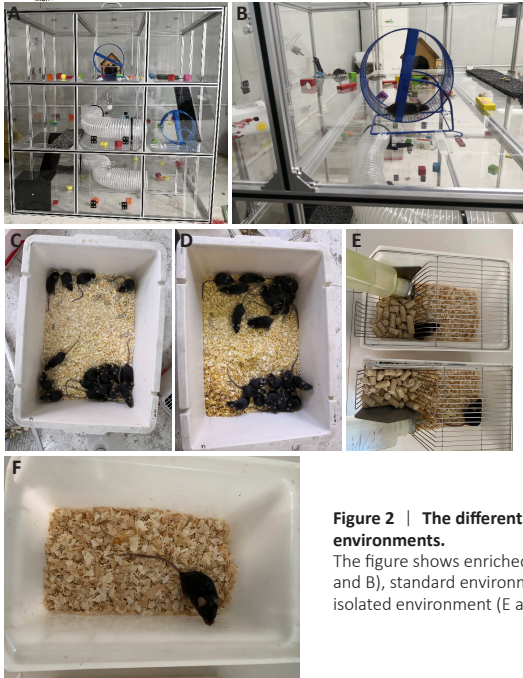 A
B
C
D
E
F
Figure 2 | The different
environments.
The figure shows enriched
and B), standard environm
isolated environment (E a